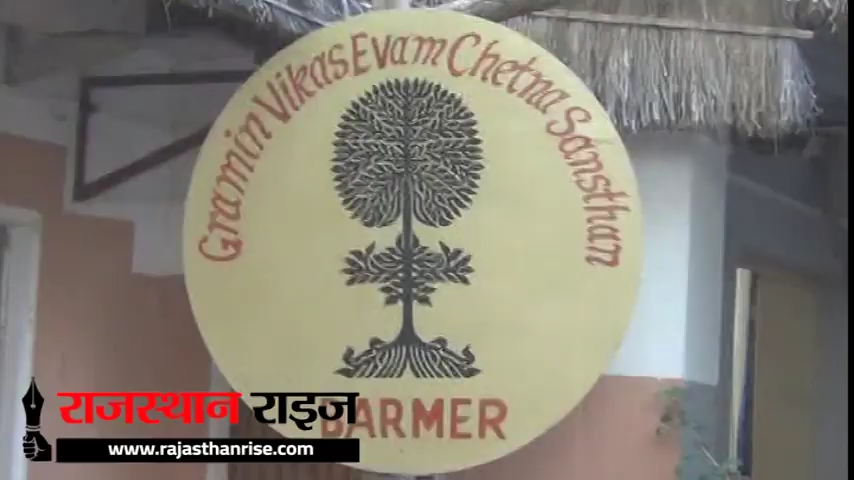 Gramin Vikas Evam Chetna Sansthan
BARMER
राजस्थान राइज
www.rajasthanrise.com